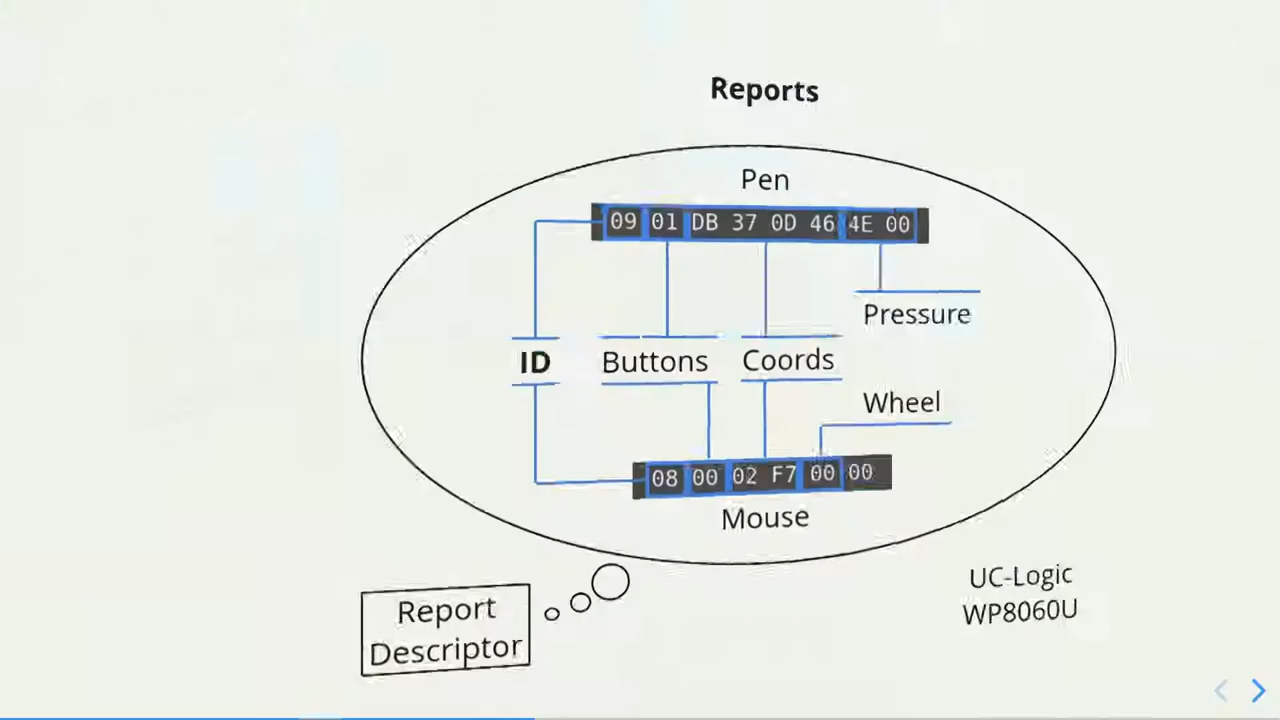 Reports
Pen
09 01 DB 37 0D 46 4E 00
Pressure
ID Buttons Coords
Wheel
08 00 02 F7 00 00
Mouse
Report
Descriptor
UC-Logic
WP8060U